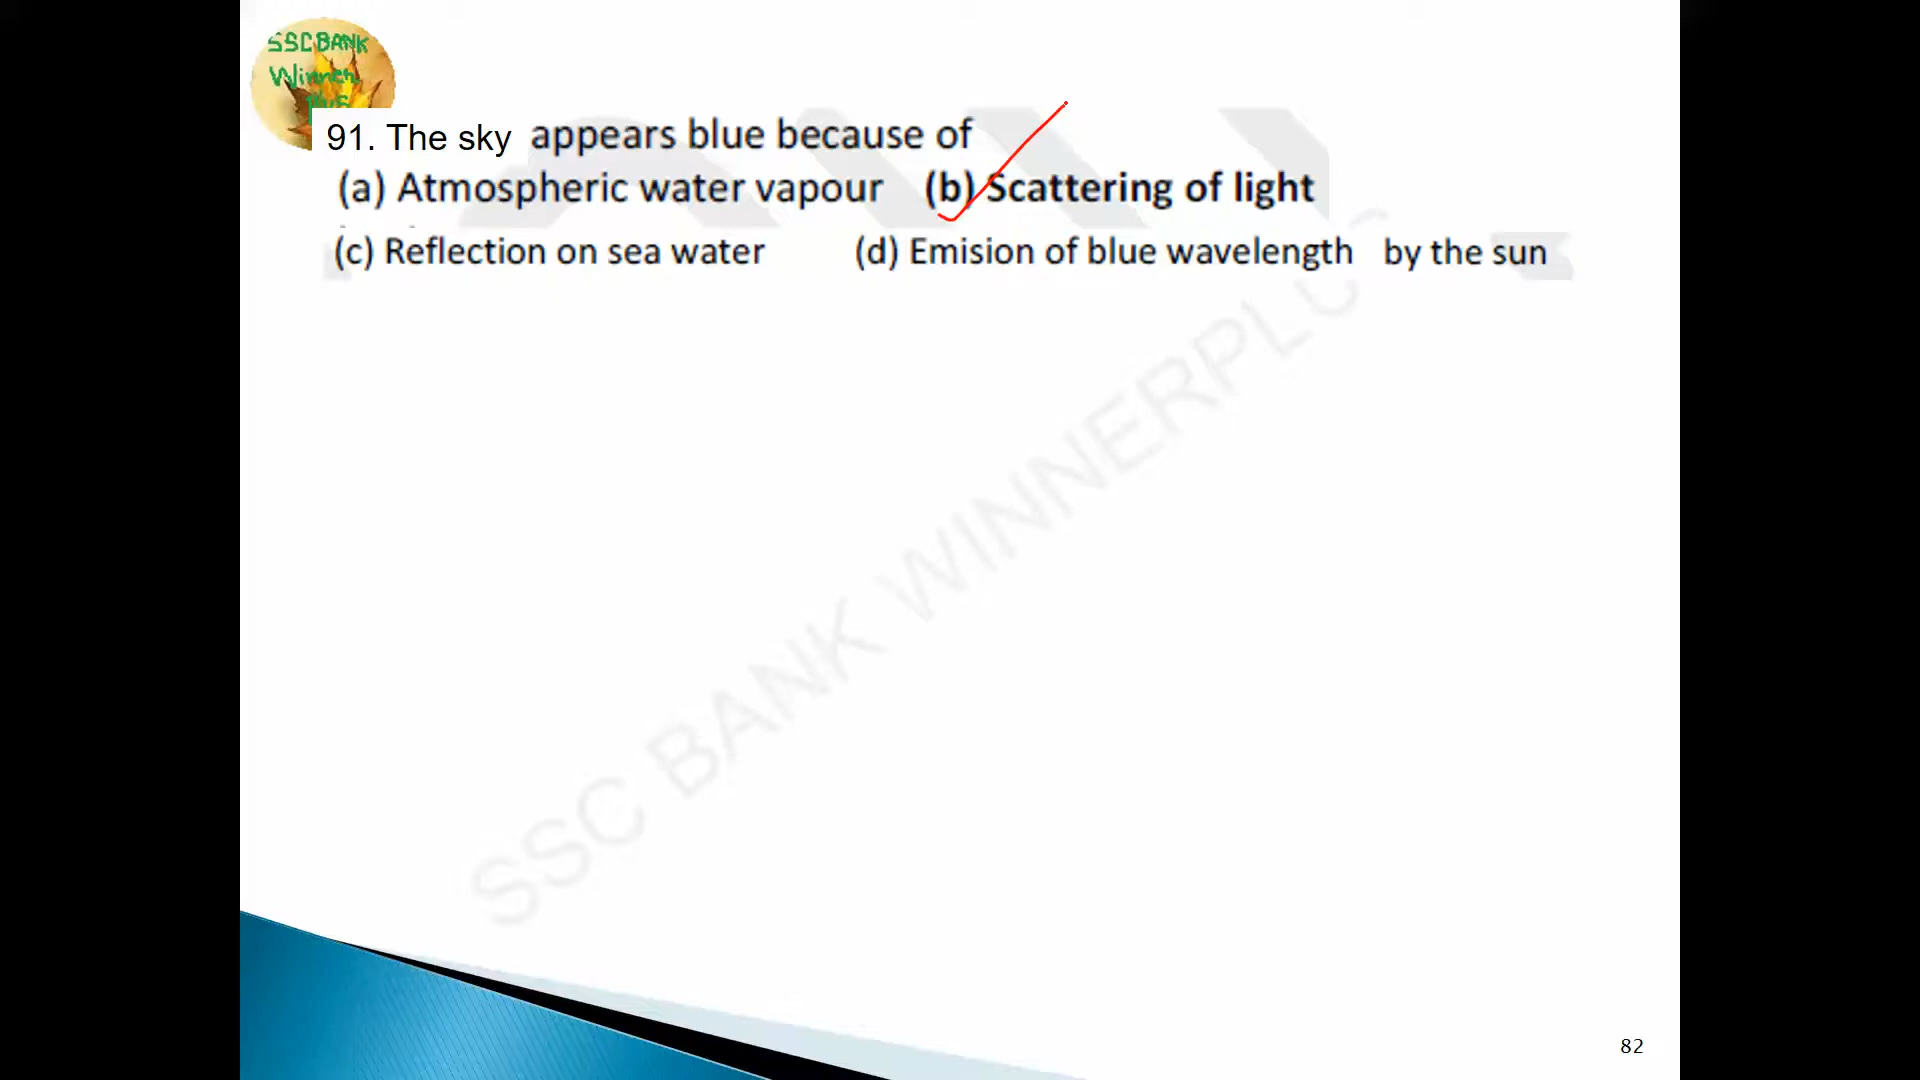 SSC BANK
Winner
91. The sky appears blue because of
(a) Atmospheric water vapour (b) Scattering of light
(c) Reflection on sea water (d) Emision of blue wavelength by the sun
SSC BANK WINNERPLUS
82